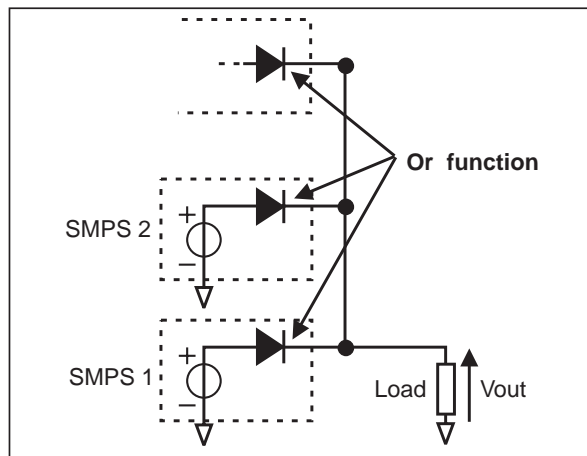 Or function
SMPS 2
+
−
SMPS 1
+
−
Load
Vout